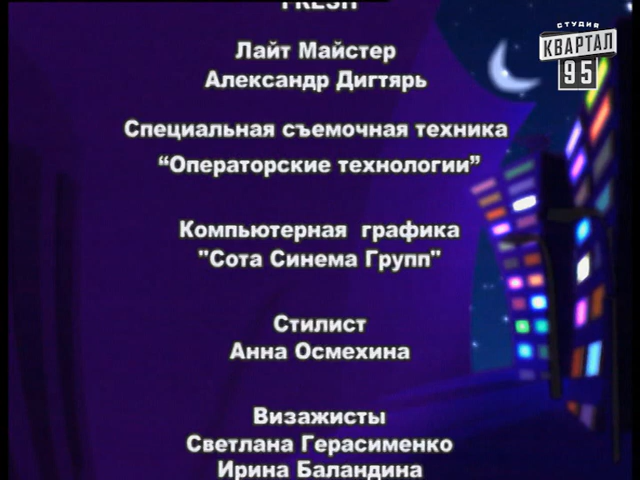 FRESH
СТУДИЯ
КВАРТАЛ
95
Лайт Майстер
Александр Дигтярь
Специальная съемочная техника
“Операторские технологии”
Компьютерная графика
"Сота Синема Групп"
Стилист
Анна Осмехина
Визажисты
Светлана Герасименко
Ирина Баландина